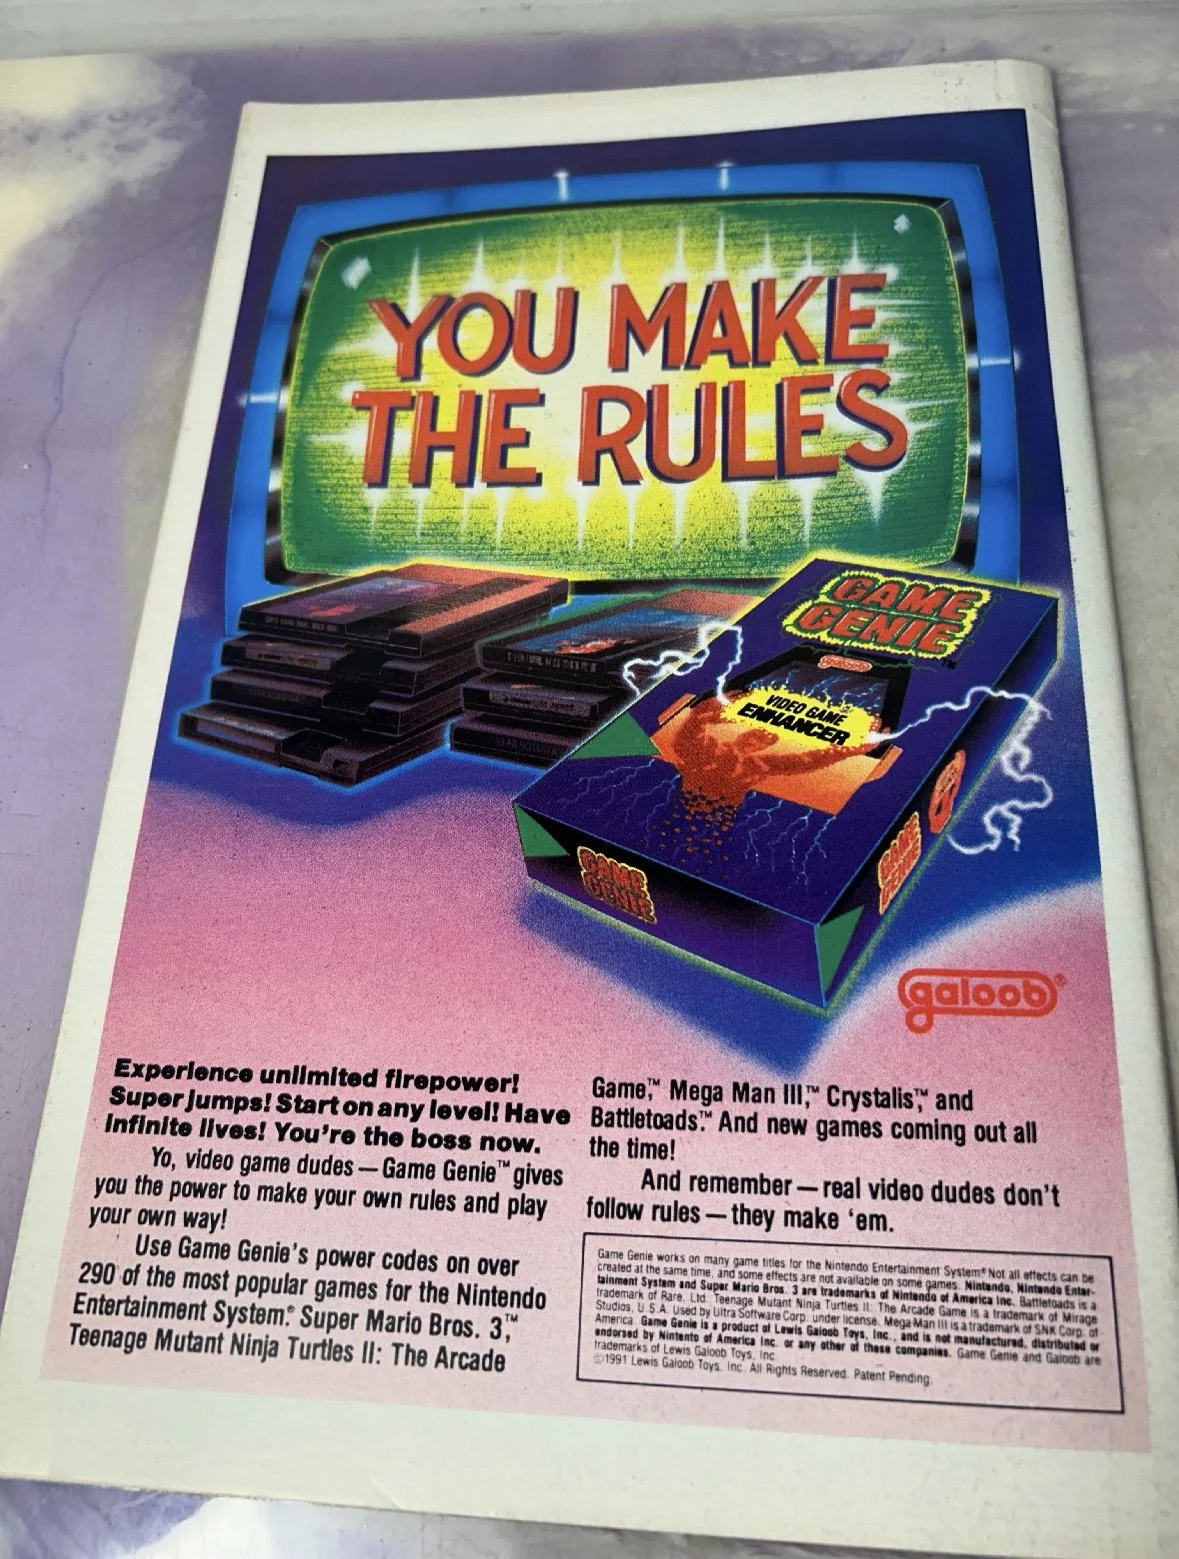 YOU MAKE
THE RULES
GAME
GENIE™
galoob
VIDEO GAME
ENHANCER
GAME
GENIE
GAME
GENIE
galoob®
Experience unlimited firepower!
Super jumps! Start on any level! Have
infinite lives! You're the boss now.
Yo, video game dudes — Game Genie™ gives
you the power to make your own rules and play
your own way!
Use Game Genie's power codes on over
290 of the most popular games for the Nintendo
Entertainment System.® Super Mario Bros. 3,™
Teenage Mutant Ninja Turtles II: The Arcade
Game,™ Mega Man III,™ Crystalis,™ and
Battletoads.™ And new games coming out all
the time!
And remember — real video dudes don't
follow rules — they make 'em.
Game Genie works on many game titles for the Nintendo Entertainment System.® Not all effects can be
created at the same time, and some effects are not available on some games. Nintendo, Nintendo Enter-
tainment System and Super Mario Bros. 3 are trademarks of Nintendo of America Inc. Battletoads is a
trademark of Rare, Ltd. Teenage Mutant Ninja Turtles II: The Arcade Game is a trademark of Mirage
Studios, U.S.A. Used by Ultra Software Corp. under license. Mega Man III is a trademark of SNK Corp. of
America. Game Genie is a product of Lewis Galoob Toys, Inc., and is not manufactured, distributed or
endorsed by Nintento of America Inc. or any other of these companies. Game Genie and Galoob are
trademarks of Lewis Galoob Toys, Inc.
©1991 Lewis Galoob Toys, Inc. All Rights Reserved. Patent Pending.